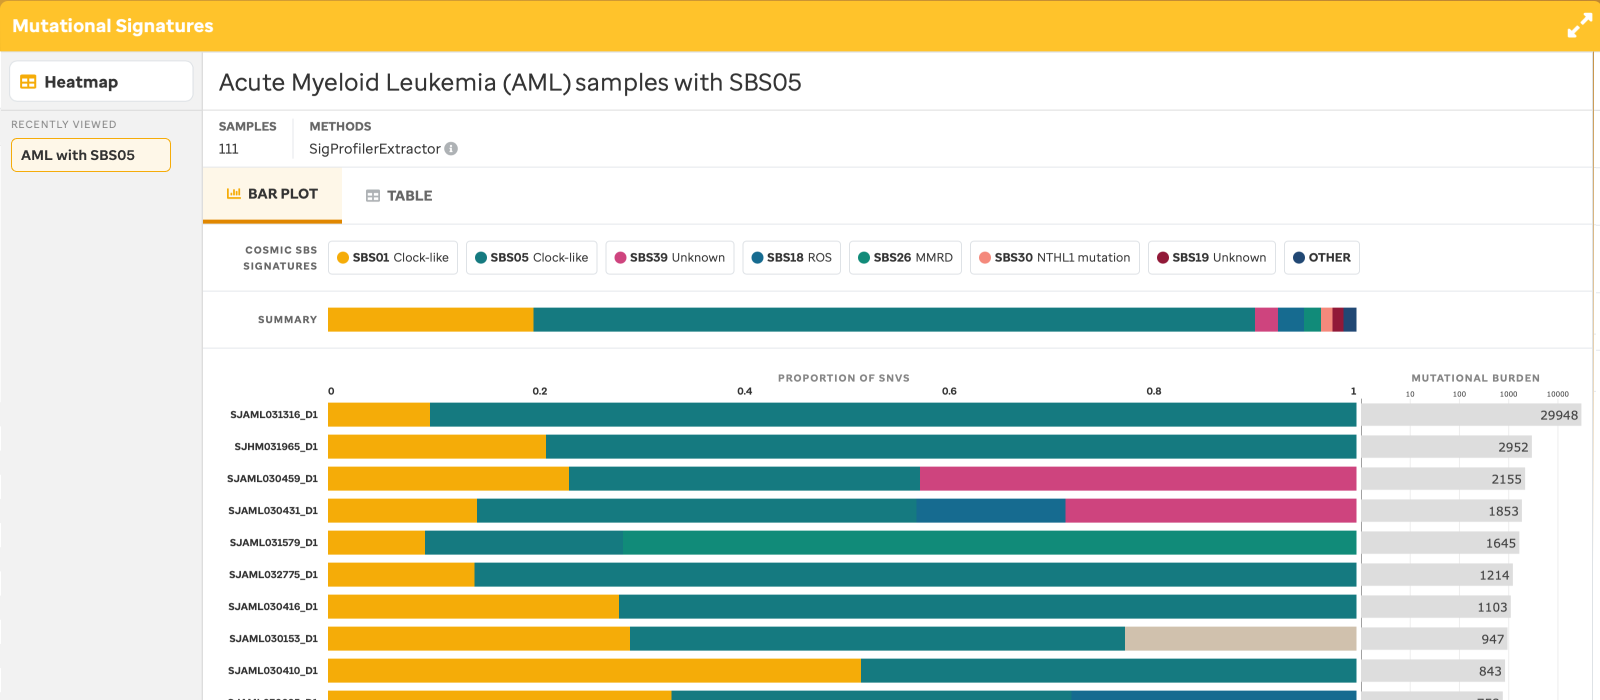 Mutational Signatures
Heatmap
RECENTLY VIEWED
AML with SBS05
Acute Myeloid Leukemia (AML) samples with SBS05
SAMPLES
111
METHODS
SigProfilerExtractor
BAR PLOT
TABLE
COSMIC SBS
SIGNATURES
SBS01 Clock-like
SBS05 Clock-like
SBS39 Unknown
SBS18 ROS
SBS26 MMRD
SBS30 NTHL1 mutation
SBS19 Unknown
OTHER
SUMMARY
PROPORTION OF SNVS
MUTATIONAL BURDEN
0 0.2 0.4 0.6 0.8 1
10 100 1000 10000
SJAML031316_D1 29948
SJHM031965_D1 2952
SJAML030459_D1 2155
SJAML030431_D1 1853
SJAML031579_D1 1645
SJAML032775_D1 1214
SJAML030416_D1 1103
SJAML030153_D1 947
SJAML030410_D1 843